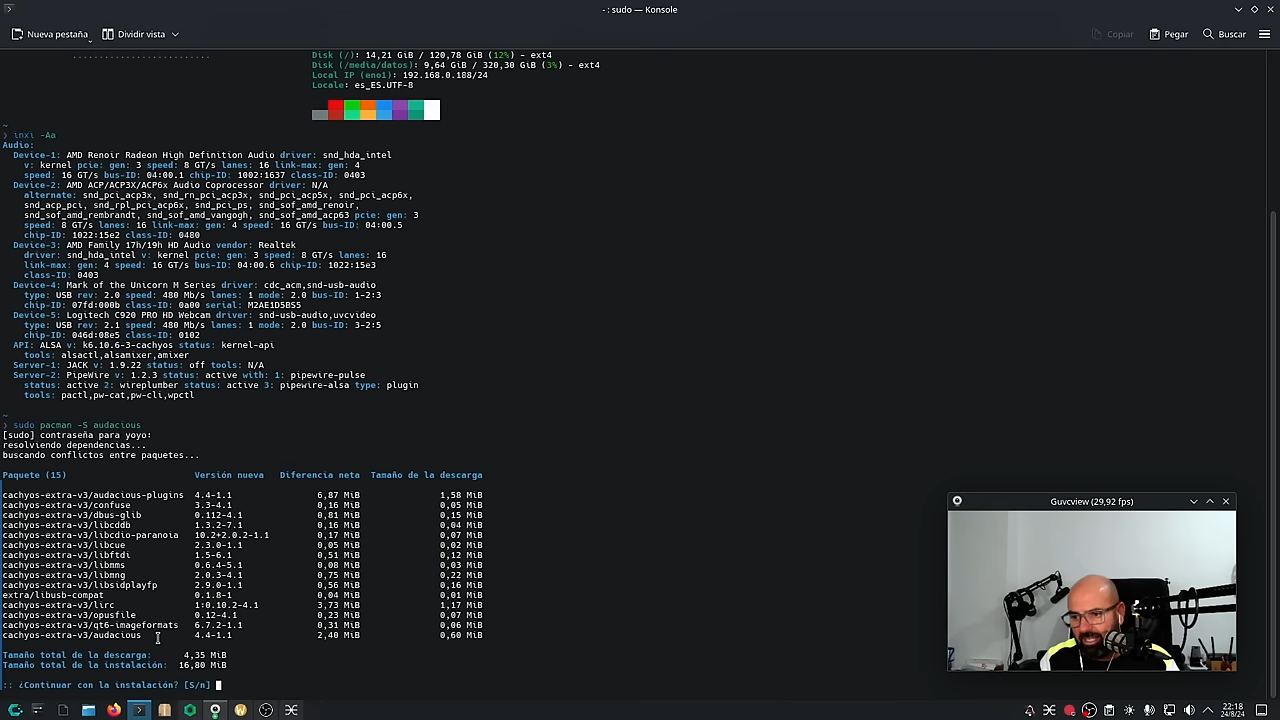 - : sudo — Konsole
Nueva pestaña
Dividir vista
Copiar
Pegar
Buscar
Disk (/): 14,21 GiB / 120,78 GiB (12%) - ext4
Disk (/media/datos): 9,64 GiB / 320,30 GiB (3%) - ext4
Local IP (eno1): 192.168.0.188/24
Locale: es_ES.UTF-8
~
❯ inxi -Aa
Audio:
Device-1: AMD Renoir Radeon High Definition Audio driver: snd_hda_intel
v: kernel pcie: gen: 3 speed: 8 GT/s lanes: 16 link-max: gen: 4
speed: 16 GT/s bus-ID: 04:00.1 chip-ID: 1002:1637 class-ID: 0403
Device-2: AMD ACP/ACP3X/ACP6x Audio Coprocessor driver: N/A
alternate: snd_pci_acp3x, snd_rn_pci_acp3x, snd_pci_acp5x, snd_pci_acp6x,
snd_acp_pci, snd_rpl_pci_acp6x, snd_pci_ps, snd_sof_amd_renoir,
snd_sof_amd_rembrandt, snd_sof_amd_vangogh, snd_sof_amd_acp63 pcie: gen: 3
speed: 8 GT/s lanes: 16 link-max: gen: 4 speed: 16 GT/s bus-ID: 04:00.5
chip-ID: 1022:15e2 class-ID: 0480
Device-3: AMD Family 17h/19h HD Audio vendor: Realtek
driver: snd_hda_intel v: kernel pcie: gen: 3 speed: 8 GT/s lanes: 16
link-max: gen: 4 speed: 16 GT/s bus-ID: 04:00.6 chip-ID: 1022:15e3
class-ID: 0403
Device-4: Mark of the Unicorn M Series driver: cdc_acm,snd-usb-audio
type: USB rev: 2.0 speed: 480 Mb/s lanes: 1 mode: 2.0 bus-ID: 1-2:3
chip-ID: 07fd:000b class-ID: 0a00 serial: M2AE1D5BS5
Device-5: Logitech C920 PRO HD Webcam driver: snd-usb-audio,uvcvideo
type: USB rev: 2.1 speed: 480 Mb/s lanes: 1 mode: 2.0 bus-ID: 3-2:5
chip-ID: 046d:08e5 class-ID: 0102
API: ALSA v: k6.10.6-3-cachyos status: kernel-api
tools: alsactl,alsamixer,amixer
Server-1: JACK v: 1.9.22 status: off tools: N/A
Server-2: PipeWire v: 1.2.3 status: active with: 1: pipewire-pulse
status: active 2: wireplumber status: active 3: pipewire-alsa type: plugin
tools: pactl,pw-cat,pw-cli,wpctl
~
❯ sudo pacman -S audacious
[sudo] contraseña para yoyo:
resolviendo dependencias...
buscando conflictos entre paquetes...
Paquete (15) Versión nueva Diferencia neta Tamaño de la descarga
cachyos-extra-v3/audacious-plugins 4.4-1.1 6,87 MiB 1,58 MiB
cachyos-extra-v3/confuse 3.3-4.1 0,16 MiB 0,05 MiB
cachyos-extra-v3/dbus-glib 0.112-4.1 0,81 MiB 0,15 MiB
cachyos-extra-v3/libcddb 1.3.2-7.1 0,16 MiB 0,04 MiB
cachyos-extra-v3/libcdio-paranoia 10.2+2.0.2-1.1 0,17 MiB 0,07 MiB
cachyos-extra-v3/libcue 2.3.0-1.1 0,05 MiB 0,02 MiB
cachyos-extra-v3/libftdi 1.5-6.1 0,51 MiB 0,12 MiB
cachyos-extra-v3/libmms 0.6.4-5.1 0,08 MiB 0,03 MiB
cachyos-extra-v3/libmng 2.0.3-4.1 0,75 MiB 0,22 MiB
cachyos-extra-v3/libsidplayfp 2.9.0-1.1 0,56 MiB 0,16 MiB
extra/libusb-compat 0.1.8-1 0,04 MiB 0,01 MiB
cachyos-extra-v3/lirc 1:0.10.2-4.1 3,73 MiB 1,17 MiB
cachyos-extra-v3/opusfile 0.12-4.1 0,23 MiB 0,07 MiB
cachyos-extra-v3/qt6-imageformats 6.7.2-1.1 0,31 MiB 0,06 MiB
cachyos-extra-v3/audacious 4.4-1.1 2,40 MiB 0,60 MiB
Tamaño total de la descarga: 4,35 MiB
Tamaño total de la instalación: 16,80 MiB
:: ¿Continuar con la instalación? [S/n]
Guvcview (29,92 fps)
22:18
24/8/24